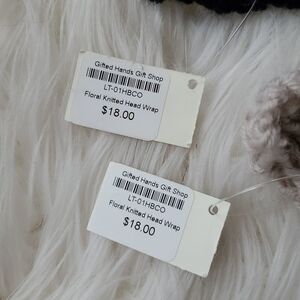 Gifted Hands Gift Shop
LT-01HBCO
Floral Knitted Head Wrap
$18.00
Gifted Hands Gift Shop
LT-01HBCO
Floral Knitted Head Wrap
$18.00